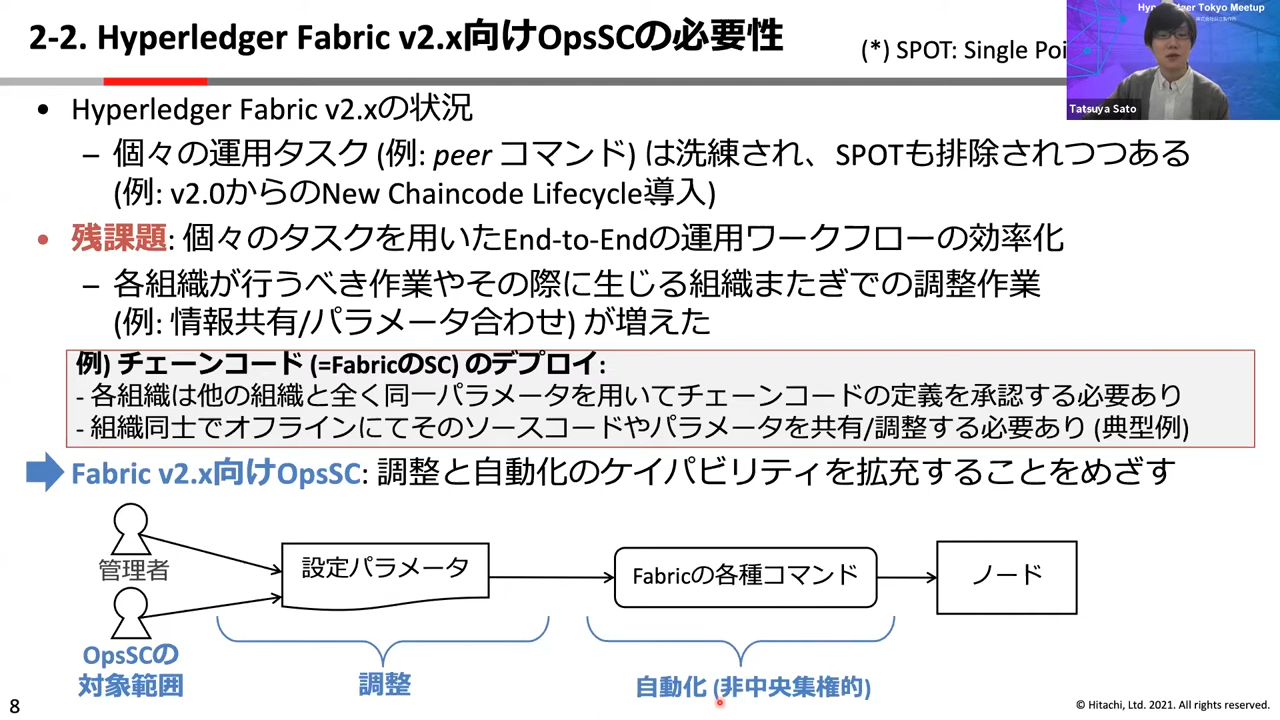 2-2. Hyperledger Fabric v2.x向けOpsSCの必要性
(*) SPOT: Single
Hyperledger Tokyo Meetup
Tatsuya Sato
• Hyperledger Fabric v2.xの状況
– 個々の運用タスク (例: peer コマンド) は洗練され、SPOTも排除されつつある
(例: v2.0からのNew Chaincode Lifecycle導入)
• 残課題: 個々のタスクを用いたEnd-to-Endの運用ワークフローの効率化
– 各組織が行うべき作業やその際に生じる組織またぎでの調整作業
(例: 情報共有/パラメータ合わせ) が増えた
例) チェーンコード (=FabricのSC) のデプロイ:
- 各組織は他の組織と全く同一パラメータを用いてチェーンコードの定義を承認する必要あり
- 組織同士でオフラインにてそのソースコードやパラメータを共有/調整する必要あり (典型例)
Fabric v2.x向けOpsSC: 調整と自動化のケイパビリティを拡充することをめざす
管理者
設定パラメータ
Fabricの各種コマンド
ノード
OpsSCの
対象範囲
調整
自動化 (非中央集権的)
8
© Hitachi, Ltd. 2021. All rights reserved.